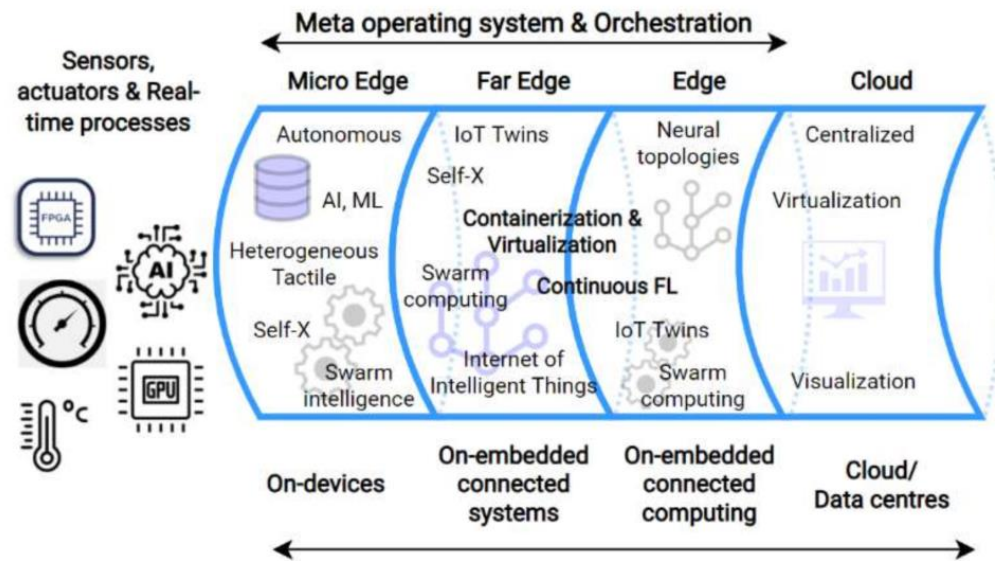 Meta operating system & Orchestration
Sensors,
actuators & Real-
time processes
Micro Edge
Far Edge
Edge
Cloud
FPGA
AI
GPU
°C
Autonomous
AI, ML
Heterogeneous
Tactile
Self-X
Swarm
intelligence
IoT Twins
Self-X
Containerization &
Virtualization
Swarm
computing
Continuous FL
Internet of
Intelligent Things
Neural
topologies
IoT Twins
Swarm
computing
Centralized
Virtualization
Visualization
On-devices
On-embedded
connected
systems
On-embedded
connected
computing
Cloud/
Data centres